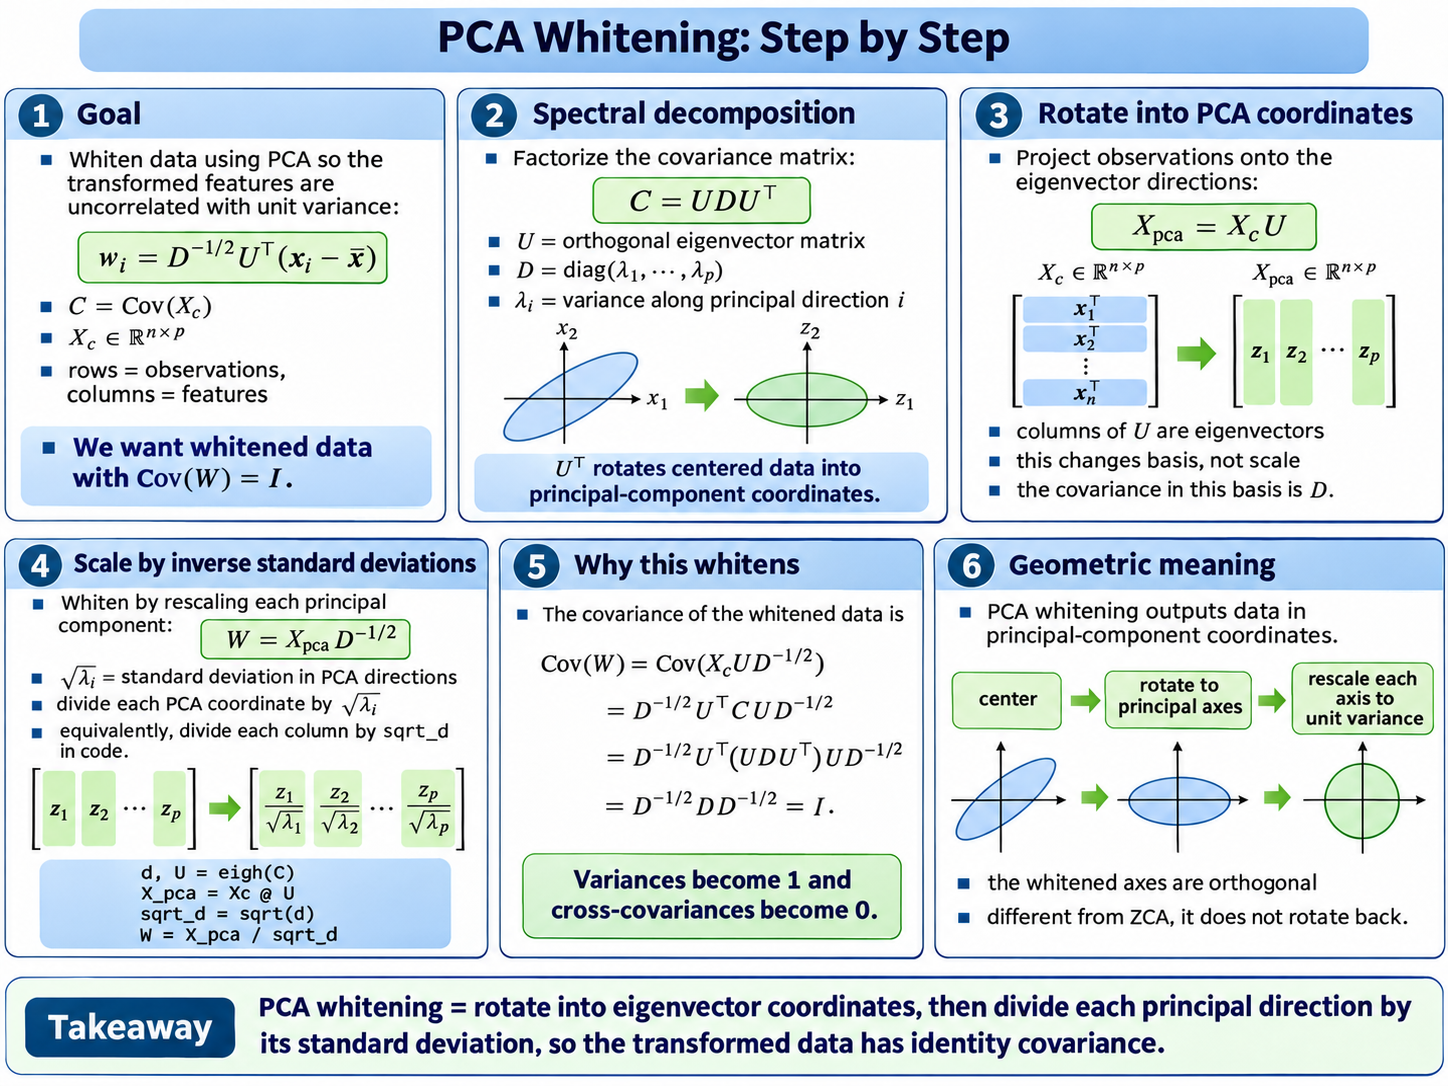 PCA Whitening: Step by Step
1 Goal
Whiten data using PCA so the
transformed features are
uncorrelated with unit variance:
wᵢ = D⁻¹/² U⊤(xᵢ − x̄)
C = Cov(X_c)
X_c ∈ ℝⁿˣᵖ
rows = observations,
columns = features
We want whitened data
with Cov(W) = I.
2 Spectral decomposition
Factorize the covariance matrix:
C = UDU⊤
U = orthogonal eigenvector matrix
D = diag(λ₁, ⋯, λₚ)
λᵢ = variance along principal direction i
x₂
x₁
z₂
z₁
U⊤ rotates centered data into
principal-component coordinates.
3 Rotate into PCA coordinates
Project observations onto the
eigenvector directions:
X_pca = X_c U
X_c ∈ ℝⁿˣᵖ X_pca ∈ ℝⁿˣᵖ
x₁⊤
x₂⊤
⋮
xₙ⊤
z₁ z₂ ⋯ zₚ
columns of U are eigenvectors
this changes basis, not scale
the covariance in this basis is D.
4 Scale by inverse standard deviations
Whiten by rescaling each principal
component:
W = X_pca D⁻¹/²
√λᵢ = standard deviation in PCA directions
divide each PCA coordinate by √λᵢ
equivalently, divide each column by sqrt_d
in code.
z₁ z₂ ⋯ zₚ
z₁/√λ₁ z₂/√λ₂ ⋯ zₚ/√λₚ
d, U = eigh(C)
X_pca = Xc @ U
sqrt_d = sqrt(d)
W = X_pca / sqrt_d
5 Why this whitens
The covariance of the whitened data is
Cov(W) = Cov(X_c UD⁻¹/²)
= D⁻¹/² U⊤ C U D⁻¹/²
= D⁻¹/² U⊤(UDU⊤) U D⁻¹/²
= D⁻¹/² D D⁻¹/² = I.
Variances become 1 and
cross-covariances become 0.
6 Geometric meaning
PCA whitening outputs data in
principal-component coordinates.
center
rotate to
principal axes
rescale each
axis to
unit variance
the whitened axes are orthogonal
different from ZCA, it does not rotate back.
Takeaway
PCA whitening = rotate into eigenvector coordinates, then divide each principal direction by
its standard deviation, so the transformed data has identity covariance.